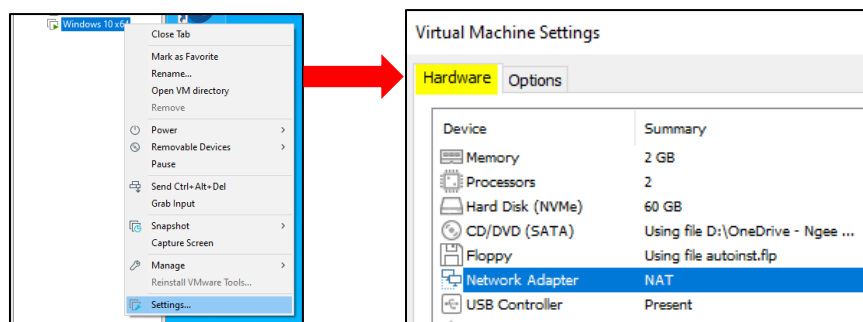 Windows 10 x64
Close Tab
Mark as Favorite
Rename...
Open VM directory
Remove
Power
Removable Devices
Pause
Send Ctrl+Alt+Del
Grab Input
Snapshot
Capture Screen
Manage
Reinstall VMware Tools...
Settings...
Virtual Machine Settings
Hardware Options
Device Summary
Memory 2 GB
Processors 2
Hard Disk (NVMe) 60 GB
CD/DVD (SATA) Using file D:\OneDrive - Ngee ...
Floppy Using file autoinst.flp
Network Adapter NAT
USB Controller Present